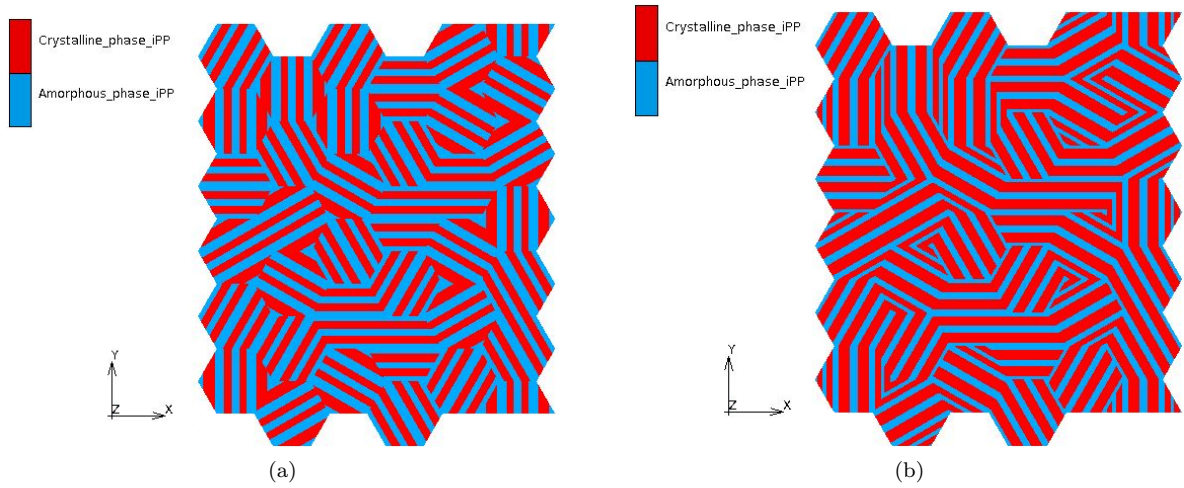 Crystalline_phase_iPP
Amorphous_phase_iPP
Y
Z
X
(a)
Crystalline_phase_iPP
Amorphous_phase_iPP
Y
Z
X
(b)